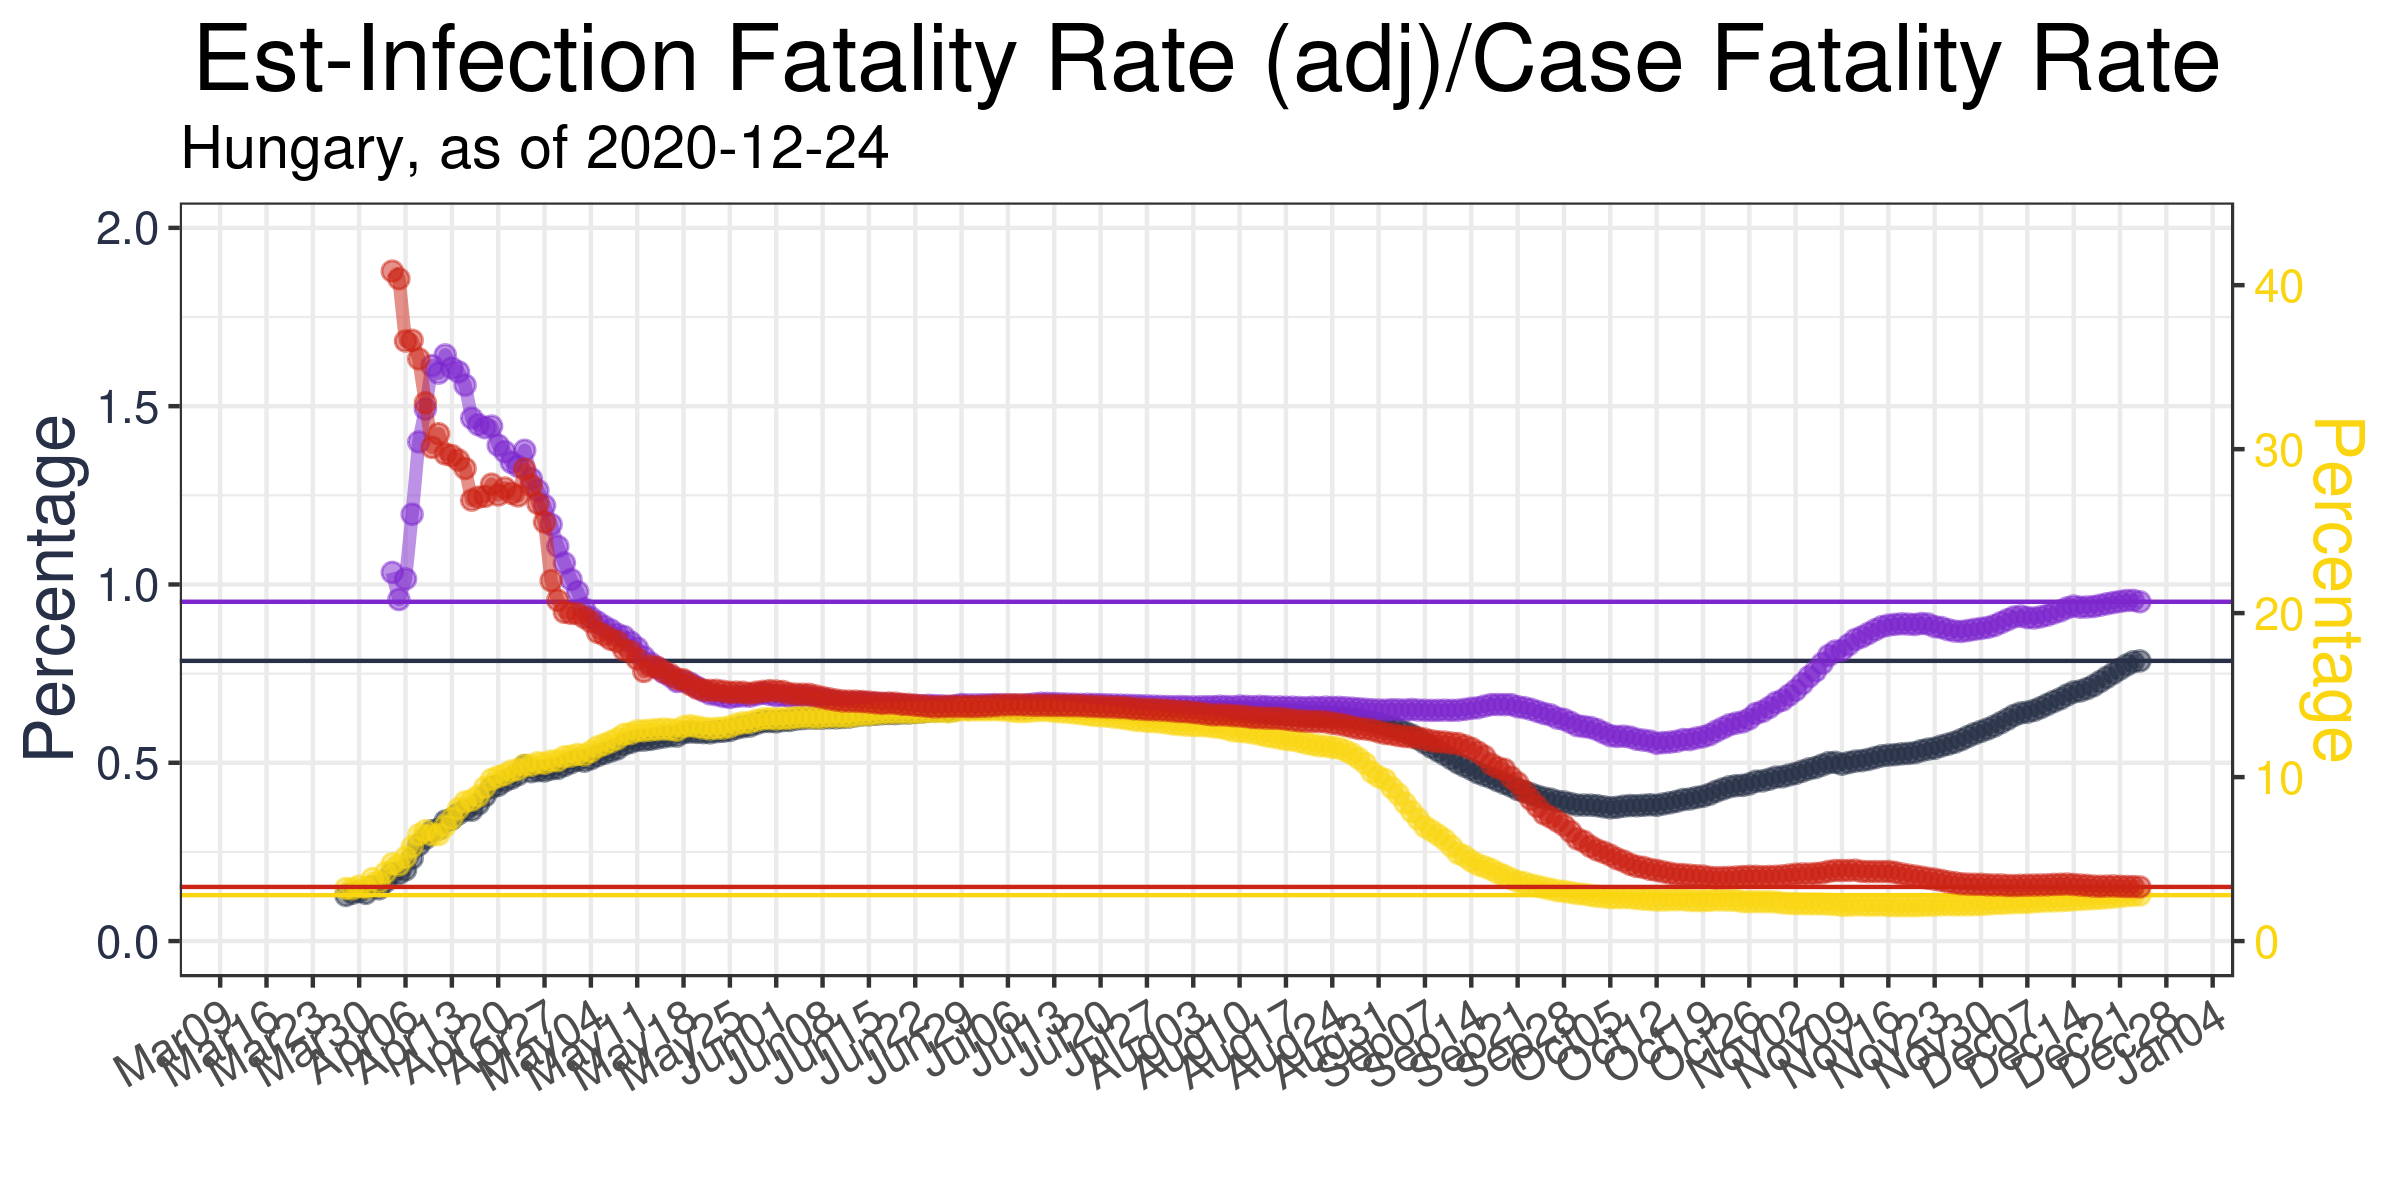 Est-Infection Fatality Rate (adj)/Case Fatality Rate
Hungary, as of 2020-12-24
Percentage
2.0
1.5
1.0
0.5
0.0
40
30
20
10
0
Percentage
Mar09
Mar16
Mar23
Mar30
Apr06
Apr13
Apr20
Apr27
May04
May11
May18
May25
Jun01
Jun08
Jun15
Jun22
Jun29
Jul06
Jul13
Jul20
Jul27
Aug03
Aug10
Aug17
Aug24
Aug31
Sep07
Sep14
Sep21
Sep28
Oct05
Oct12
Oct19
Oct26
Nov02
Nov09
Nov16
Nov23
Nov30
Dec07
Dec14
Dec21
Dec28
Jan04